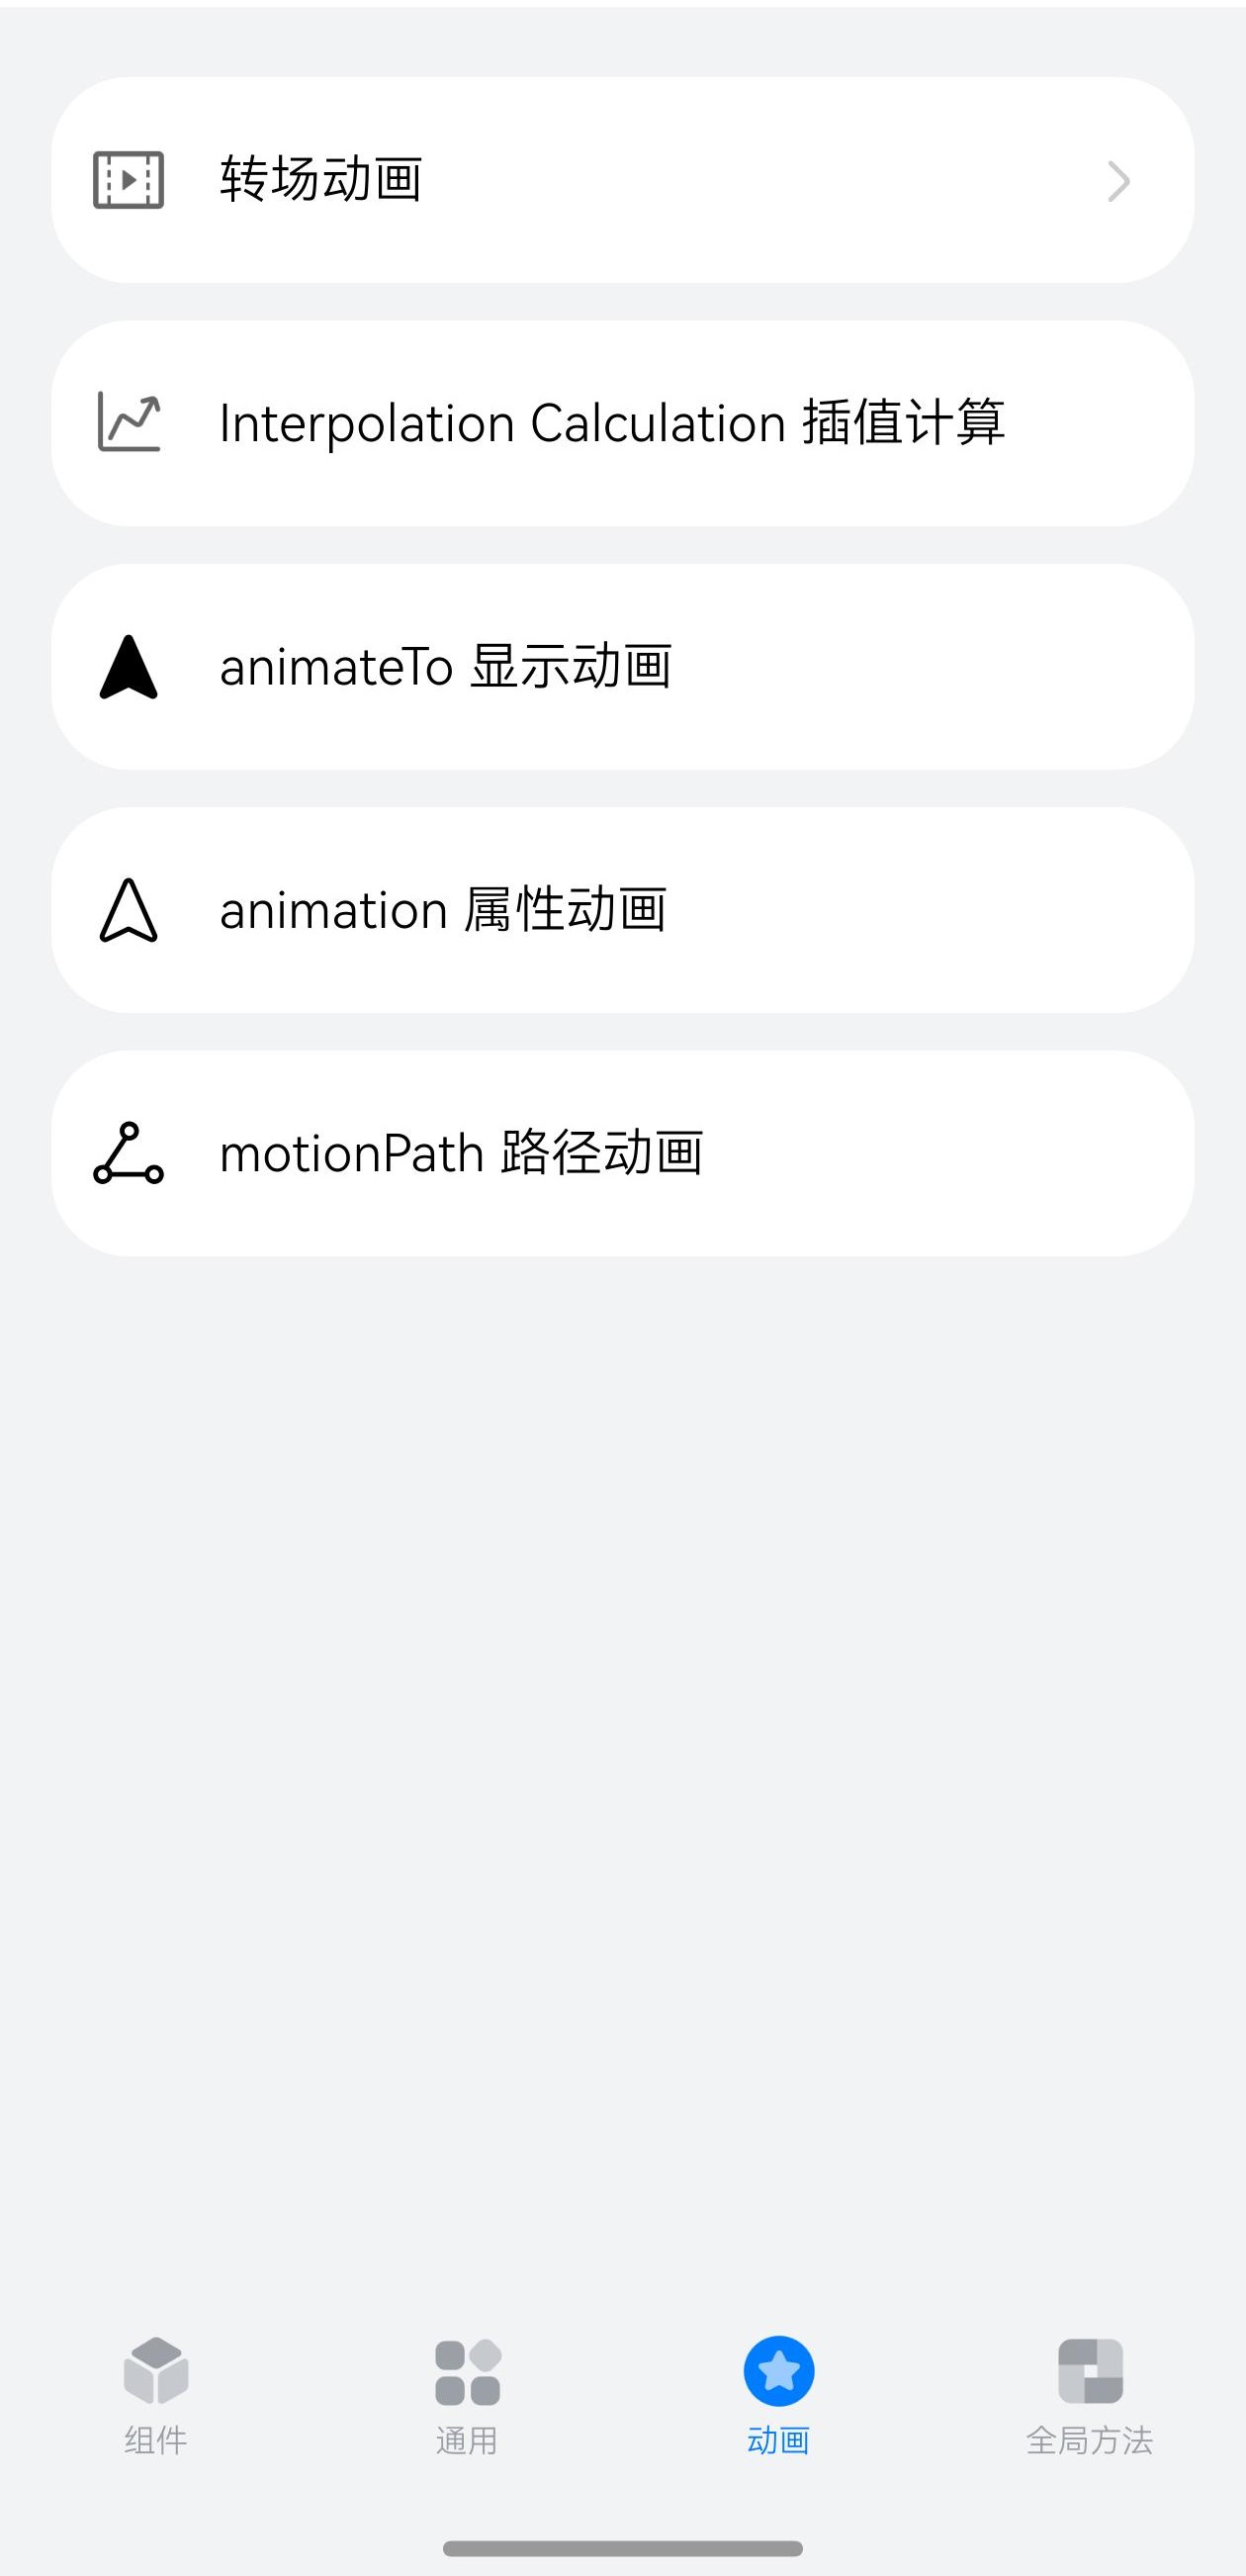 转场动画
Interpolation Calculation 插值计算
animateTo 显示动画
animation 属性动画
motionPath 路径动画
组件
通用
动画
全局方法